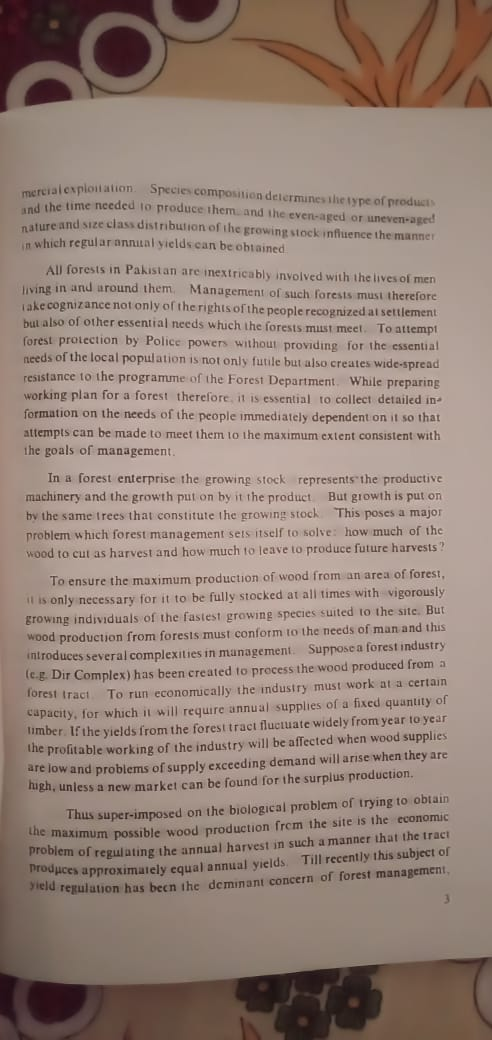 mercial exploitation. Species composition determines the type of products
and the time needed to produce them, and the even-aged or uneven-aged
nature and size class distribution of the growing stock influence the manner
in which regular annual yields can be obtained
All forests in Pakistan are inextricably involved with the lives of men
living in and around them. Management of such forests must therefore
take cognizance not only of the rights of the people recognized at settlement
but also of other essential needs which the forests must meet. To attempt
forest protection by Police powers without providing for the essential
needs of the local population is not only futile but also creates wide-spread
resistance to the programme of the Forest Department. While preparing
working plan for a forest therefore, it is essential to collect detailed in-
formation on the needs of the people immediately dependent on it so that
attempts can be made to meet them to the maximum extent consistent with
the goals of management.
In a forest enterprise the growing stock represents the productive
machinery and the growth put on by it the product. But growth is put on
by the same trees that constitute the growing stock. This poses a major
problem which forest management sets itself to solve: how much of the
wood to cut as harvest and how much to leave to produce future harvests?
To ensure the maximum production of wood from an area of forest,
it is only necessary for it to be fully stocked at all times with vigorously
growing individuals of the fastest growing species suited to the site. But
wood production from forests must conform to the needs of man and this
introduces several complexities in management. Suppose a forest industry
(e.g. Dir Complex) has been created to process the wood produced from a
forest tract. To run economically the industry must work at a certain
capacity, for which it will require annual supplies of a fixed quantity of
timber. If the yields from the forest tract fluctuate widely from year to year
the profitable working of the industry will be affected when wood supplies
are low and problems of supply exceeding demand will arise when they are
high, unless a new market can be found for the surplus production.
Thus super-imposed on the biological problem of trying to obtain
the maximum possible wood production frcm the site is the economic
problem of regulating the annual harvest in such a manner that the tract
produces approximately equal annual yields. Till recently this subject of
yield regulation has been the dcminant concern of forest management,
3